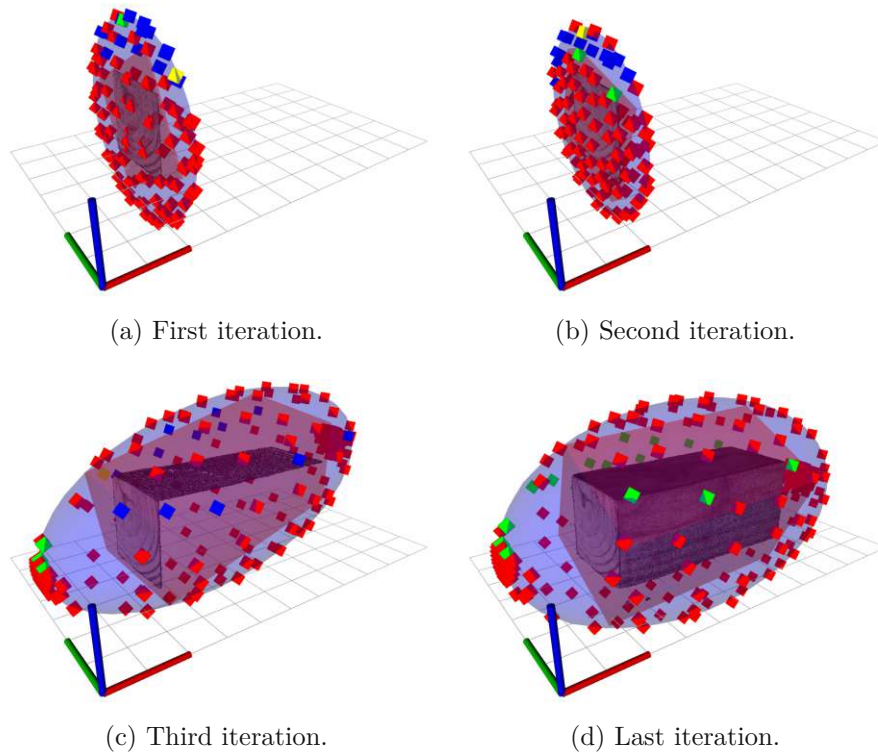 (a) First iteration.
(b) Second iteration.
(c) Third iteration.
(d) Last iteration.